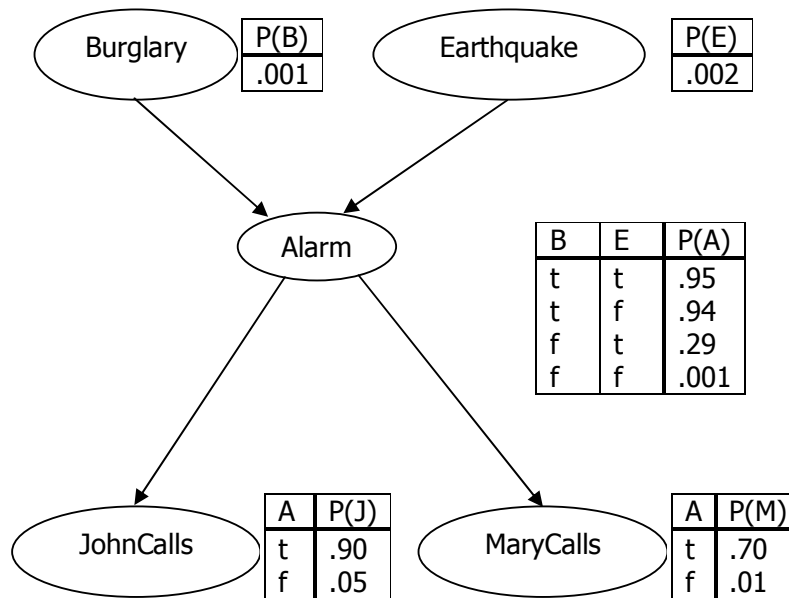 Burglary
P(B)
.001
Earthquake
P(E)
.002
Alarm
B E P(A)
t t .95
t f .94
f t .29
f f .001
JohnCalls
A P(J)
t .90
f .05
MaryCalls
A P(M)
t .70
f .01